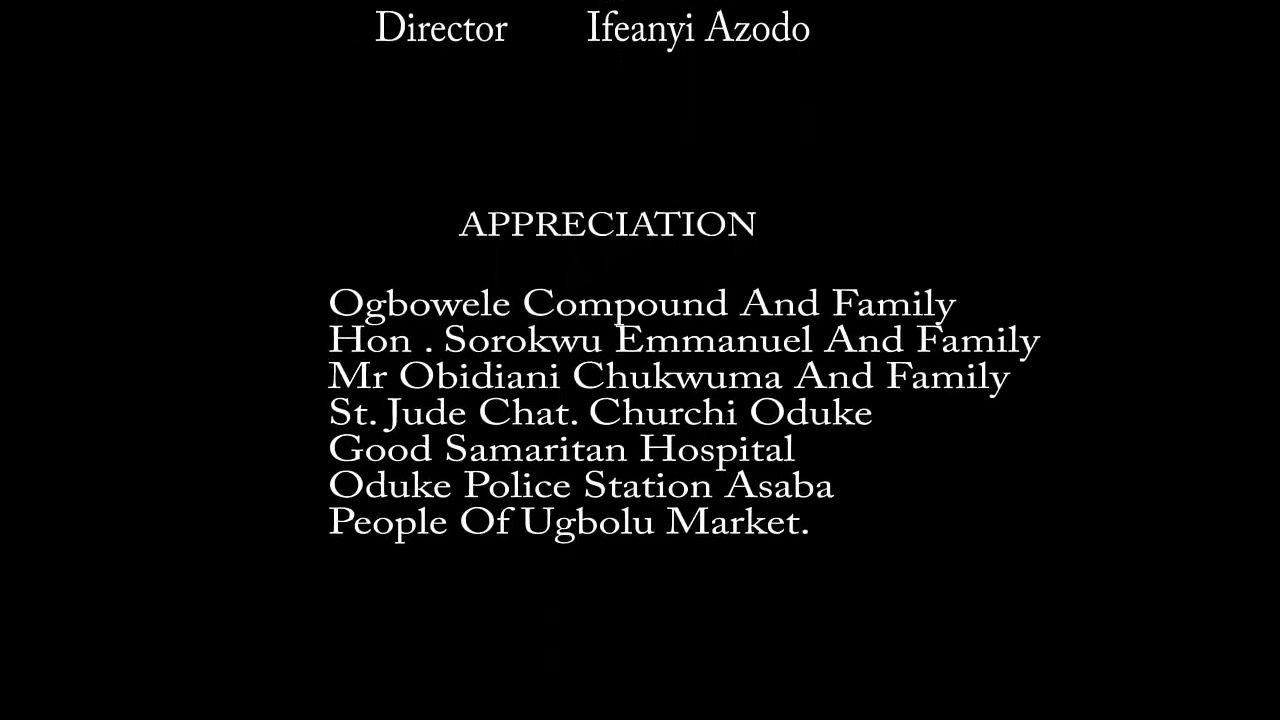 Director Ifeanyi Azodo
APPRECIATION
Ogbowele Compound And Family
Hon . Sorokwu Emmanuel And Family
Mr Obidiani Chukwuma And Family
St. Jude Chat. Churchi Oduke
Good Samaritan Hospital
Oduke Police Station Asaba
People Of Ugbolu Market.